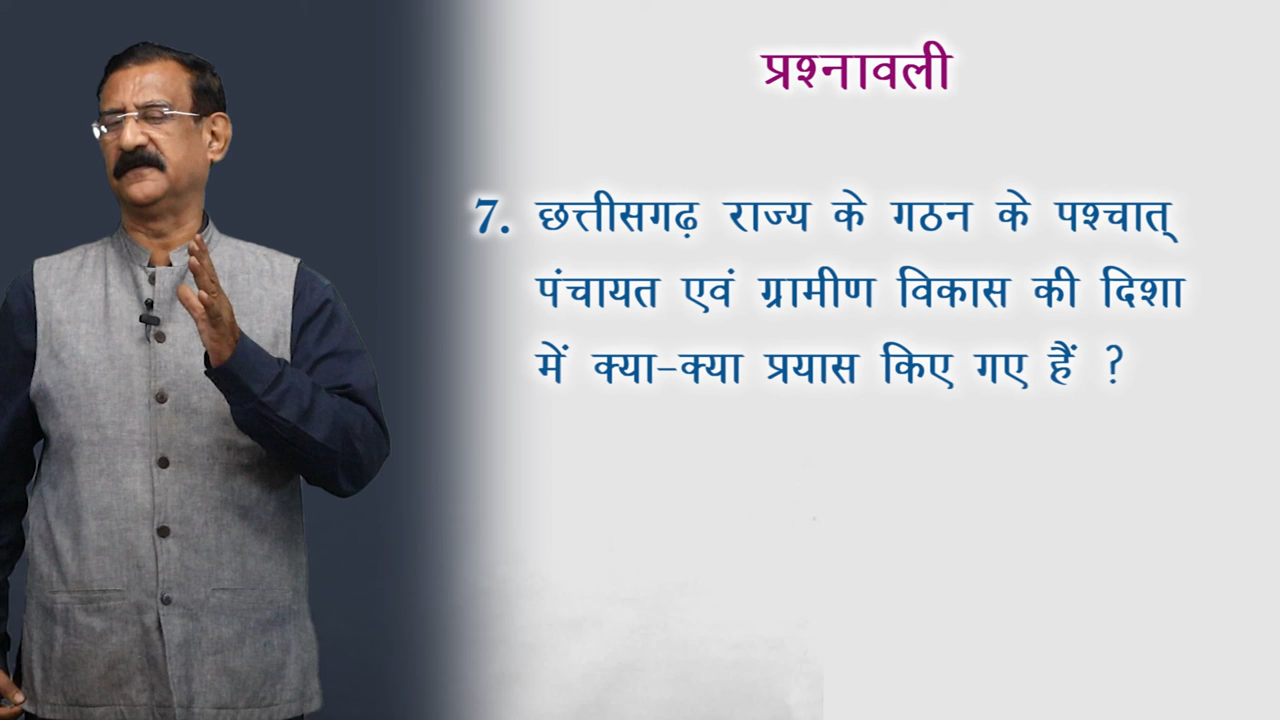 प्रश्नावली
7. छत्तीसगढ़ राज्य के गठन के पश्चात्
पंचायत एवं ग्रामीण विकास की दिशा
में क्या-क्या प्रयास किए गए हैं ?